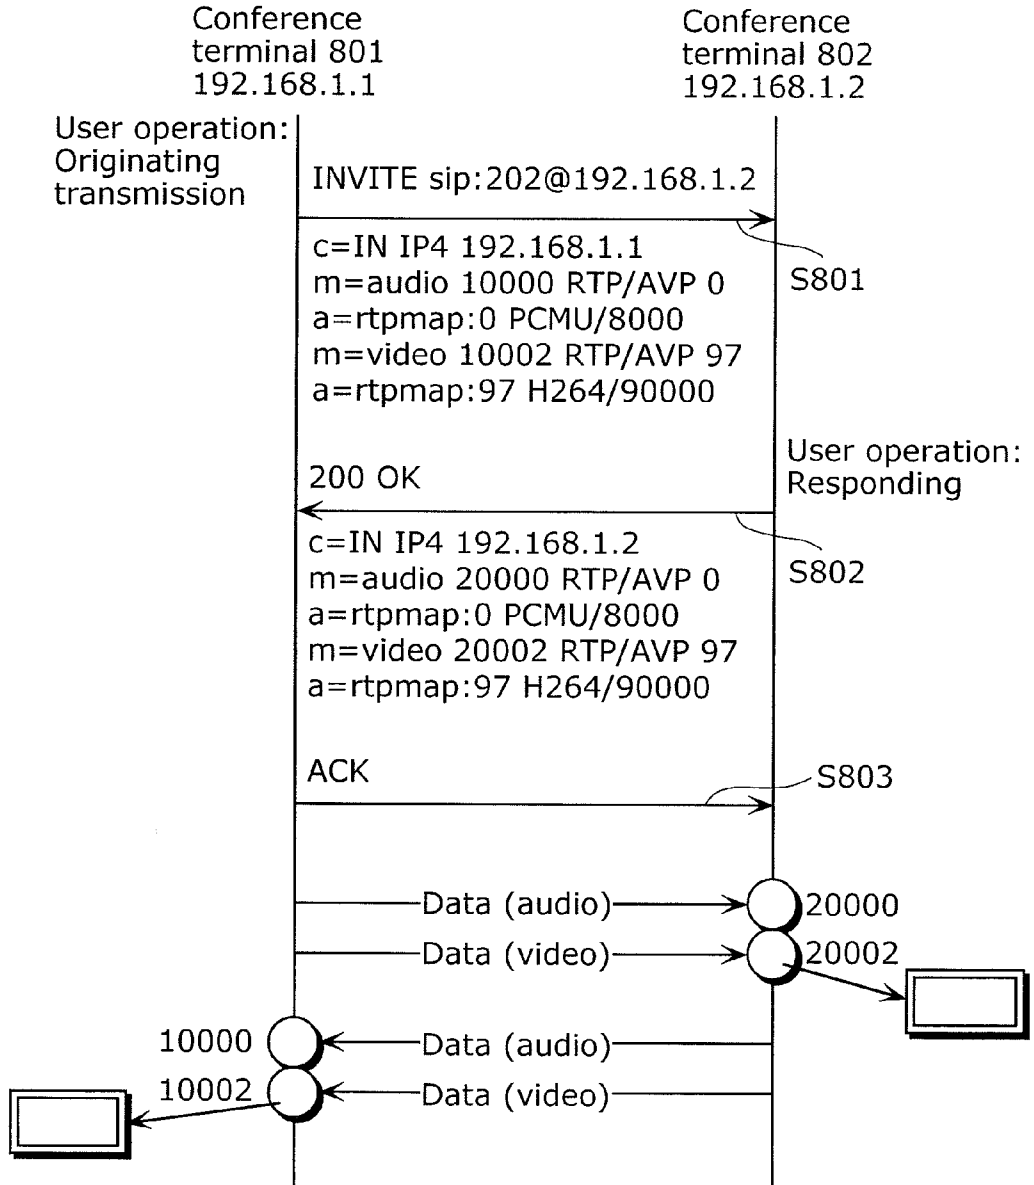 Conference
terminal 801
192.168.1.1
Conference
terminal 802
192.168.1.2
User operation:
Originating
transmission
INVITE sip:202@192.168.1.2
S801
c=IN IP4 192.168.1.1
m=audio 10000 RTP/AVP 0
a=rtpmap:0 PCMU/8000
m=video 10002 RTP/AVP 97
a=rtpmap:97 H264/90000
User operation:
Responding
200 OK
S802
c=IN IP4 192.168.1.2
m=audio 20000 RTP/AVP 0
a=rtpmap:0 PCMU/8000
m=video 20002 RTP/AVP 97
a=rtpmap:97 H264/90000
ACK
S803
Data (audio)
20000
Data (video)
20002
10000
Data (audio)
10002
Data (video)